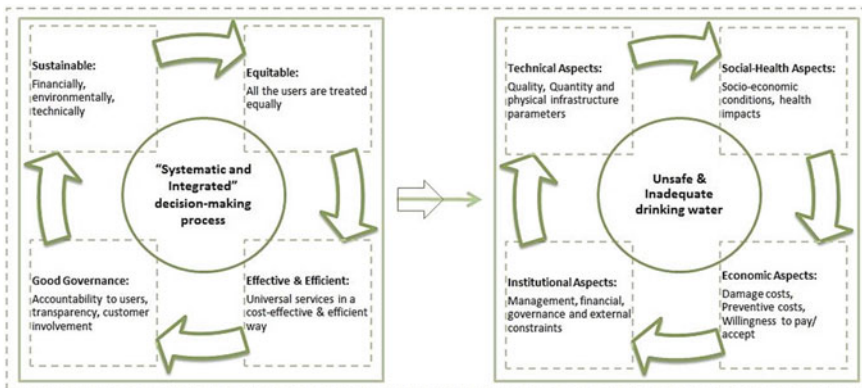 Sustainable:
Financially,
environmentally,
technically
Equitable:
All the users are treated
equally
“Systematic and
Integrated”
decision-making
process
Good Governance:
Accountability to users,
transparency, customer
involvement
Effective & Efficient:
Universal services in a
cost-effective & efficient
way
Technical Aspects:
Quality, Quantity and
physical infrastructure
parameters
Social-Health Aspects:
Socio-economic
conditions, health
impacts
Unsafe &
Inadequate
drinking water
Institutional Aspects:
Management, financial,
governance and external
constraints
Economic Aspects:
Damage costs,
Preventive costs,
Willingness to pay/
accept